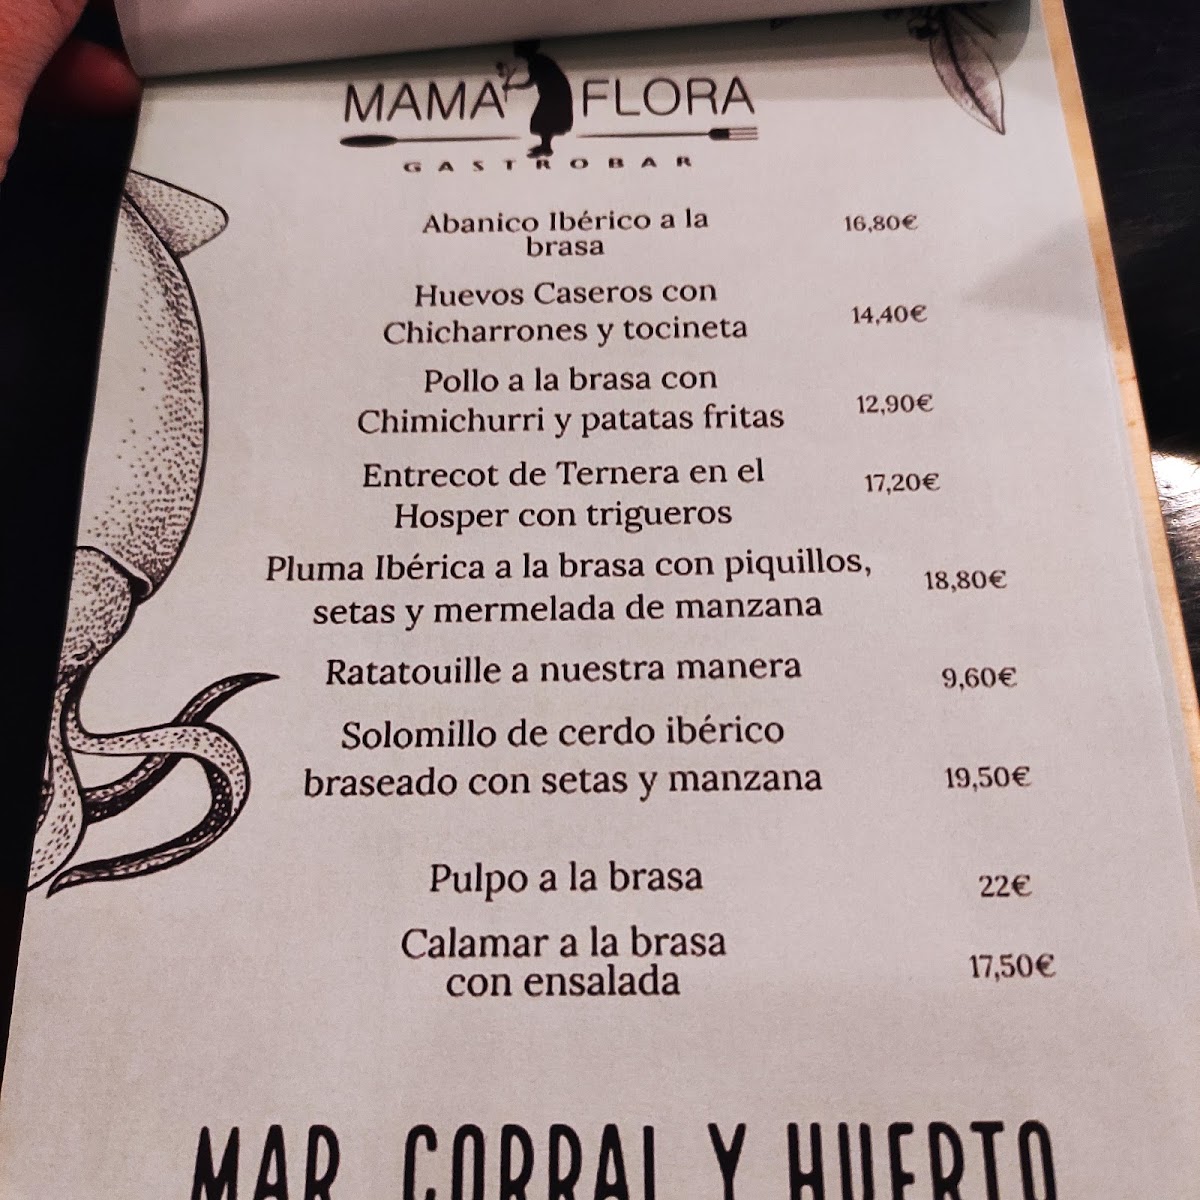 MAMA FLORA
GASTROBAR
Abanico Ibérico a la
brasa
16,80€
Huevos Caseros con
Chicharrones y tocineta
14,40€
Pollo a la brasa con
Chimichurri y patatas fritas
12,90€
Entrecot de Ternera en el
Hosper con trigueros
17,20€
Pluma Ibérica a la brasa con piquillos,
setas y mermelada de manzana
18,80€
Ratatouille a nuestra manera
9,60€
Solomillo de cerdo ibérico
braseado con setas y manzana
19,50€
Pulpo a la brasa
22€
Calamar a la brasa
con ensalada
17,50€
MAR, CORRAL Y HUERTO